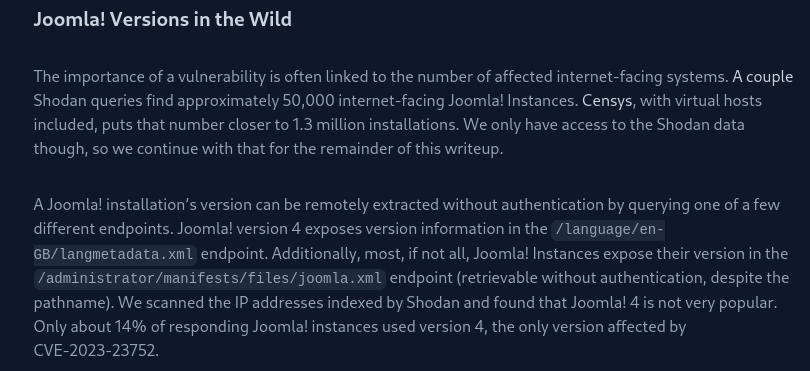 Joomla! Versions in the Wild
The importance of a vulnerability is often linked to the number of affected internet-facing systems. A couple
Shodan queries find approximately 50,000 internet-facing Joomla! Instances. Censys, with virtual hosts
included, puts that number closer to 1.3 million installations. We only have access to the Shodan data
though, so we continue with that for the remainder of this writeup.
A Joomla! installation's version can be remotely extracted without authentication by querying one of a few
different endpoints. Joomla! version 4 exposes version information in the /language/en-
GB/langmetadata.xml endpoint. Additionally, most, if not all, Joomla! Instances expose their version in the
/administrator/manifests/files/joomla.xml endpoint (retrievable without authentication, despite the
pathname). We scanned the IP addresses indexed by Shodan and found that Joomla! 4 is not very popular.
Only about 14% of responding Joomla! instances used version 4, the only version affected by
CVE-2023-23752.